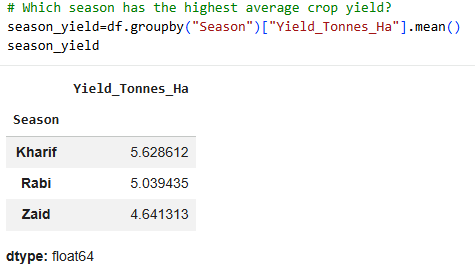 # Which season has the highest average crop yield?
season_yield=df.groupby("Season")["Yield_Tonnes_Ha"].mean()
season_yield
Yield_Tonnes_Ha
Season
Kharif 5.628612
Rabi 5.039435
Zaid 4.641313
dtype: float64